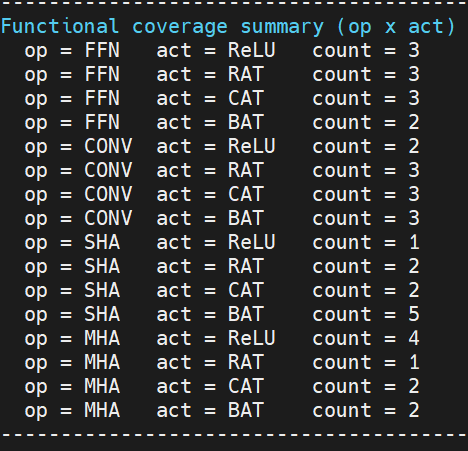 Functional coverage summary (op x act)
op = FFN act = ReLU count = 3
op = FFN act = RAT count = 3
op = FFN act = CAT count = 3
op = FFN act = BAT count = 2
op = CONV act = ReLU count = 2
op = CONV act = RAT count = 3
op = CONV act = CAT count = 3
op = CONV act = BAT count = 3
op = SHA act = ReLU count = 1
op = SHA act = RAT count = 2
op = SHA act = CAT count = 2
op = SHA act = BAT count = 5
op = MHA act = ReLU count = 4
op = MHA act = RAT count = 1
op = MHA act = CAT count = 2
op = MHA act = BAT count = 2